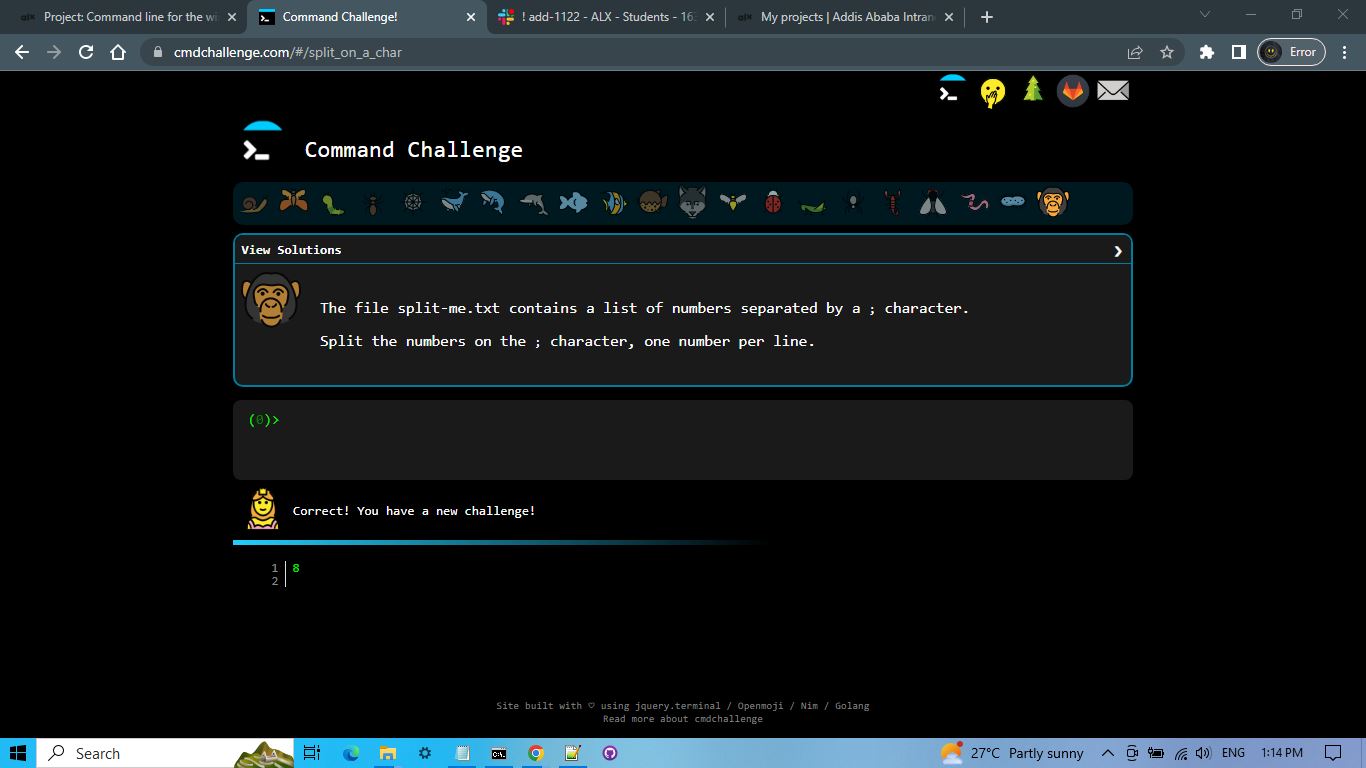 Project: Command line for the wi
Command Challenge!
! add-1122 - ALX - Students - 16:
My projects | Addis Ababa Intran
cmdchallenge.com/#/split_on_a_char
Error
Command Challenge
View Solutions
The file split-me.txt contains a list of numbers separated by a ; character.
Split the numbers on the ; character, one number per line.
(0)>
Correct! You have a new challenge!
1 8
2
Site built with ♡ using jquery.terminal / Openmoji / Nim / Golang
Read more about cmdchallenge
Search
27°C Partly sunny
ENG
1:14 PM